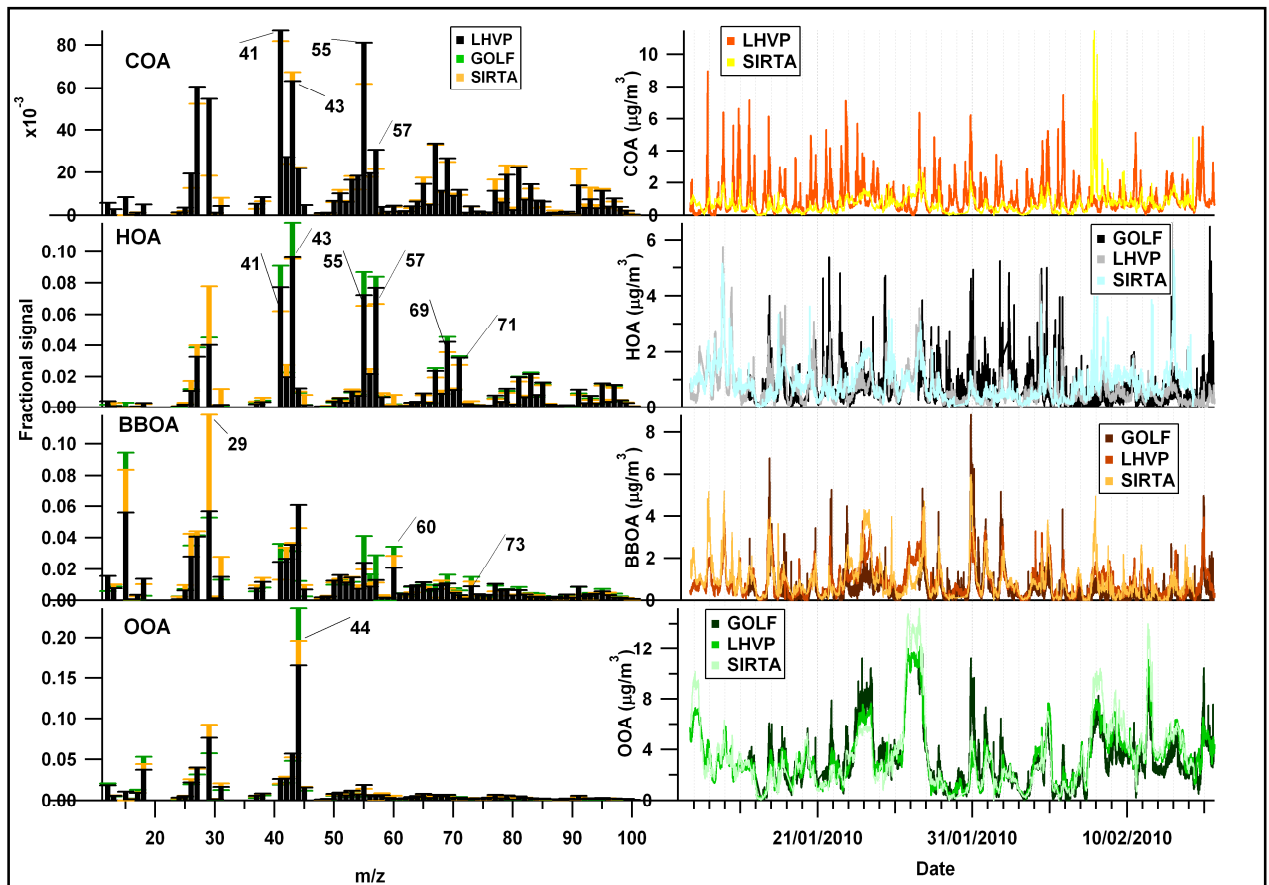 COA
41
55
43
57
LHVP
GOLF
SIRTA
x10⁻³
80
60
40
20
0
HOA
41
43
55
57
69
71
0.10
0.08
0.06
0.04
0.02
0.00
Fractional signal
BBOA
29
60
73
0.10
0.08
0.06
0.04
0.02
0.00
OOA
44
0.20
0.15
0.10
0.05
0.00
20 30 40 50 60 70 80 90 100
m/z
LHVP
SIRTA
COA (µg/m³)
10
8
6
4
2
0
GOLF
LHVP
SIRTA
HOA (µg/m³)
6
4
2
0
GOLF
LHVP
SIRTA
BBOA (µg/m³)
8
6
4
2
0
GOLF
LHVP
SIRTA
OOA (µg/m³)
12
8
4
0
21/01/2010 31/01/2010 10/02/2010
Date